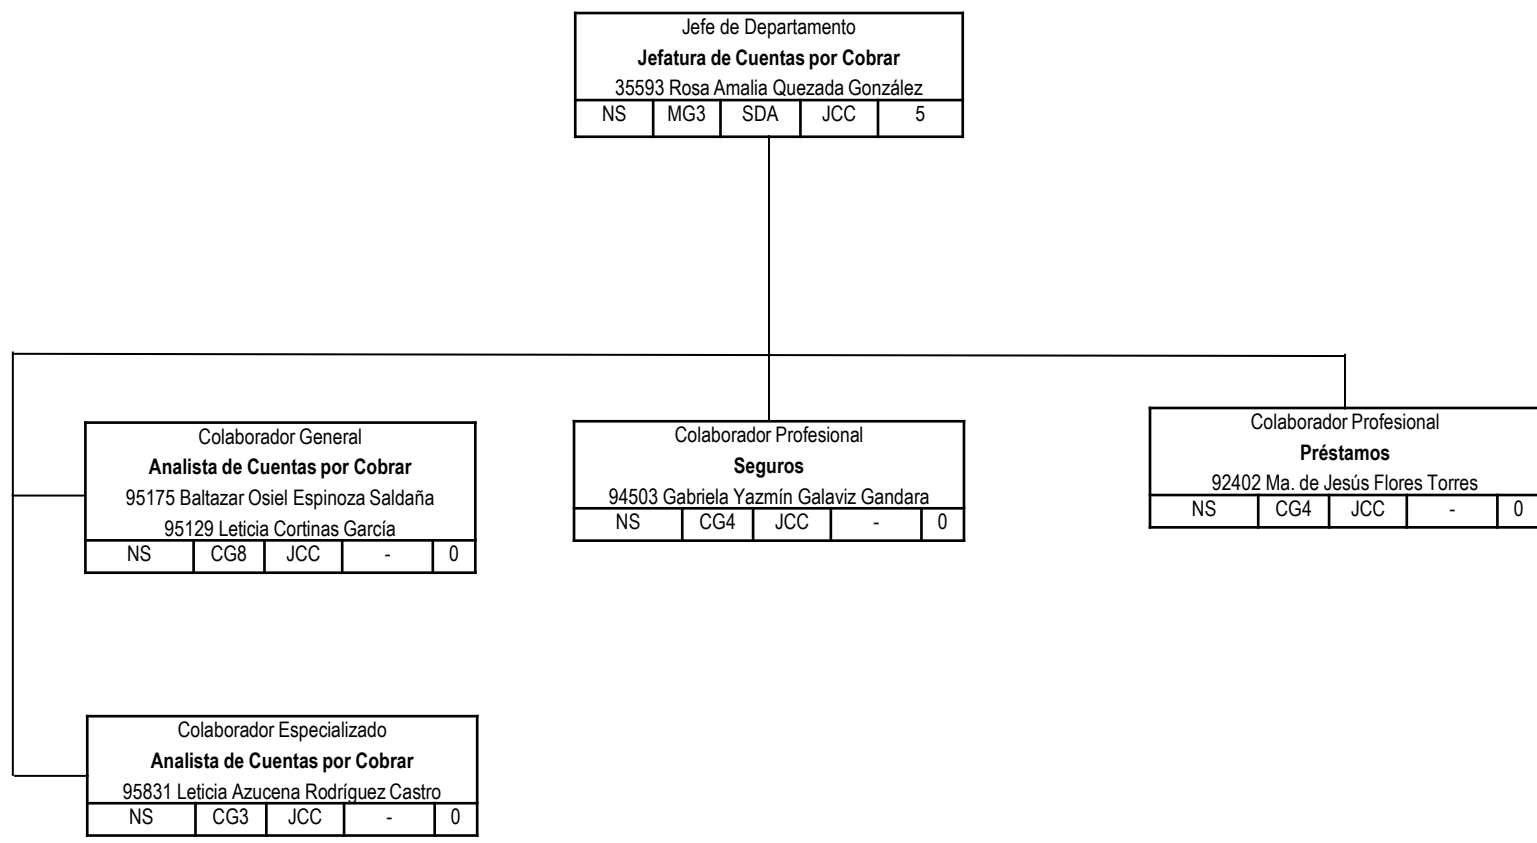 Jefe de Departamento
Jefatura de Cuentas por Cobrar
35593 Rosa Amalia Quezada González
NS MG3 SDA JCC 5
Colaborador General
Analista de Cuentas por Cobrar
95175 Baltazar Osiel Espinoza Saldaña
95129 Leticia Cortinas García
NS CG8 JCC - 0
Colaborador Profesional
Seguros
94503 Gabriela Yazmín Galaviz Gandara
NS CG4 JCC - 0
Colaborador Profesional
Préstamos
92402 Ma. de Jesús Flores Torres
NS CG4 JCC - 0
Colaborador Especializado
Analista de Cuentas por Cobrar
95831 Leticia Azucena Rodríguez Castro
NS CG3 JCC - 0